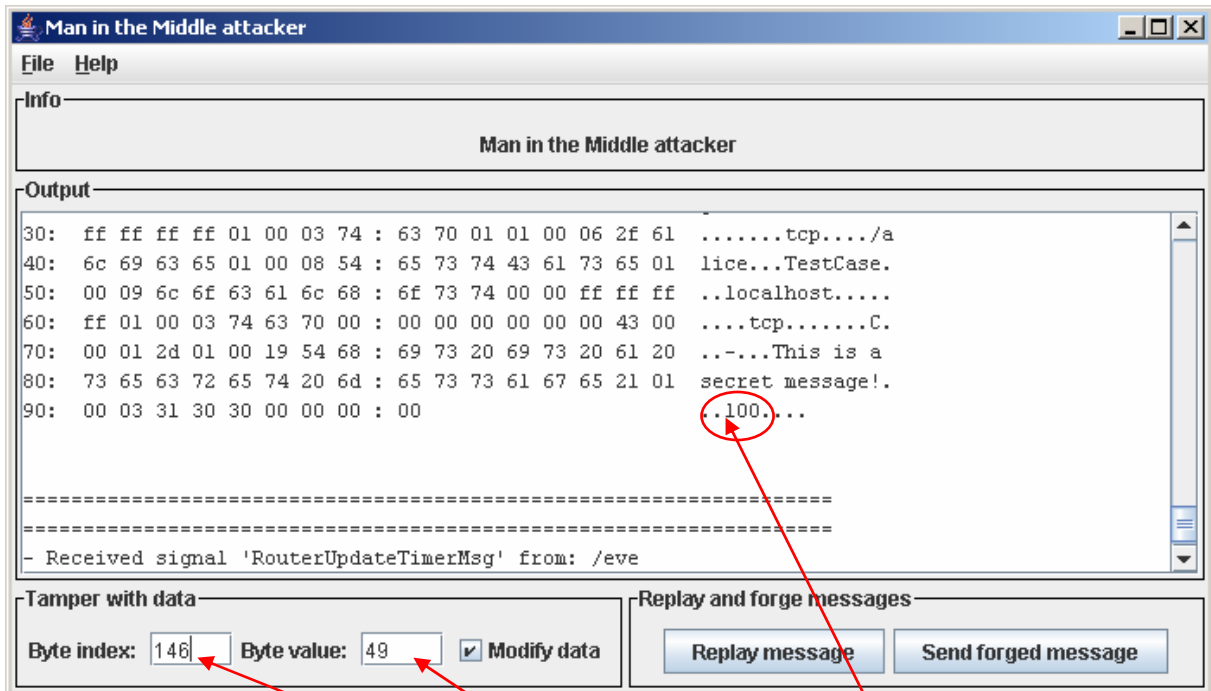 Man in the Middle attacker
File Help
Info
Man in the Middle attacker
Output
30: ff ff ff ff 01 00 03 74 : 63 70 01 01 00 06 2f 61 .......tcp..../a
40: 6c 69 63 65 01 00 08 54 : 65 73 74 43 61 73 65 01 lice...TestCase.
50: 00 09 6c 6f 63 61 6c 68 : 6f 73 74 00 00 ff ff ff ..localhost.....
60: ff 01 00 03 74 63 70 00 : 00 00 00 00 00 00 43 00 ....tcp.......C.
70: 00 01 2d 01 00 19 54 68 : 69 73 20 69 73 20 61 20 ..-...This is a
80: 73 65 63 72 65 74 20 6d : 65 73 73 61 67 65 21 01 secret message!.
90: 00 03 31 30 30 00 00 00 : 00 ..100....
====================================================================
====================================================================
- Received signal 'RouterUpdateTimerMsg' from: /eve
Tamper with data
Byte index: 146 Byte value: 49 Modify data
Replay and forge messages
Replay message Send forged message